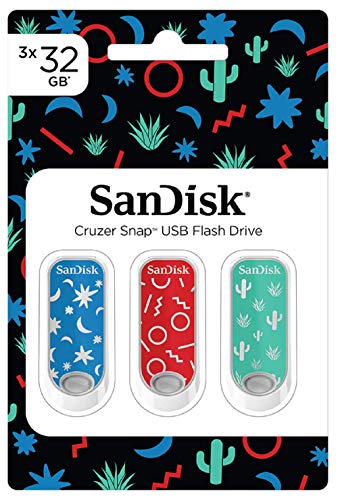 3x 32
GB*
SanDisk®
Cruzer Snap™ USB Flash Drive
SanDisk
SanDisk
SanDisk